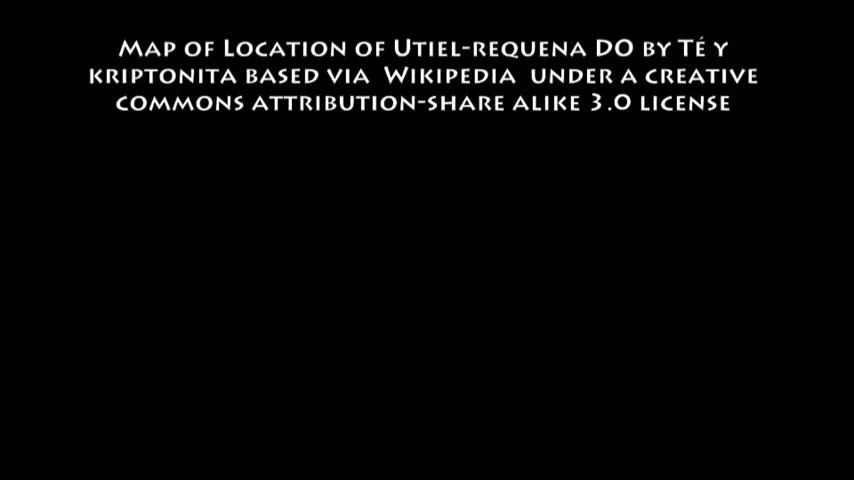 Map of Location of Utiel-requena DO by Té y
kriptonita based via Wikipedia under a creative
commons attribution-share alike 3.0 license